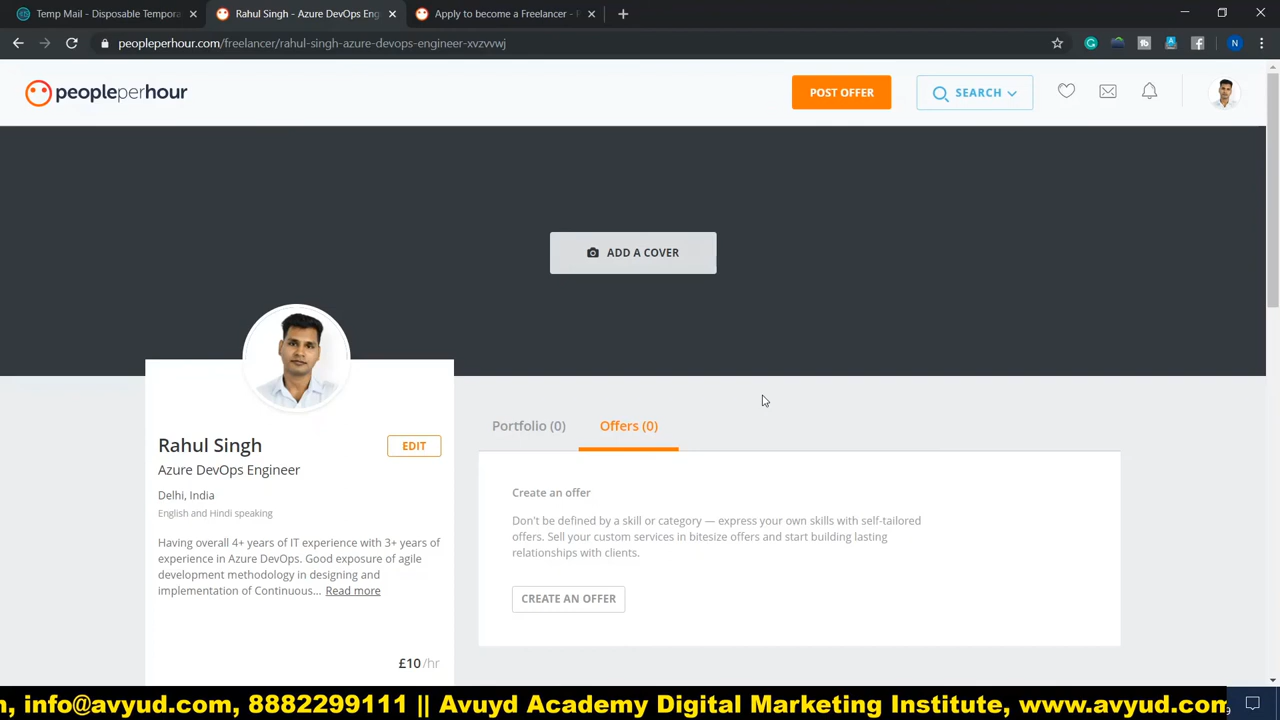 Temp Mail - Disposable Tempora
Rahul Singh - Azure DevOps Eng
Apply to become a Freelancer - P
peopleperhour.com/freelancer/rahul-singh-azure-devops-engineer-xvzvvwj
N
peopleperhour
POST OFFER
SEARCH
ADD A COVER
Rahul Singh
EDIT
Azure DevOps Engineer
Delhi, India
English and Hindi speaking
Having overall 4+ years of IT experience with 3+ years of
experience in Azure DevOps. Good exposure of agile
development methodology in designing and
implementation of Continuous... Read more
£10/hr
Portfolio (0)
Offers (0)
Create an offer
Don't be defined by a skill or category — express your own skills with self-tailored
offers. Sell your custom services in bitesize offers and start building lasting
relationships with clients.
CREATE AN OFFER
, info@avyud.com, 8882299111 || Avuyd Academy Digital Marketing Institute, www.avyud.com